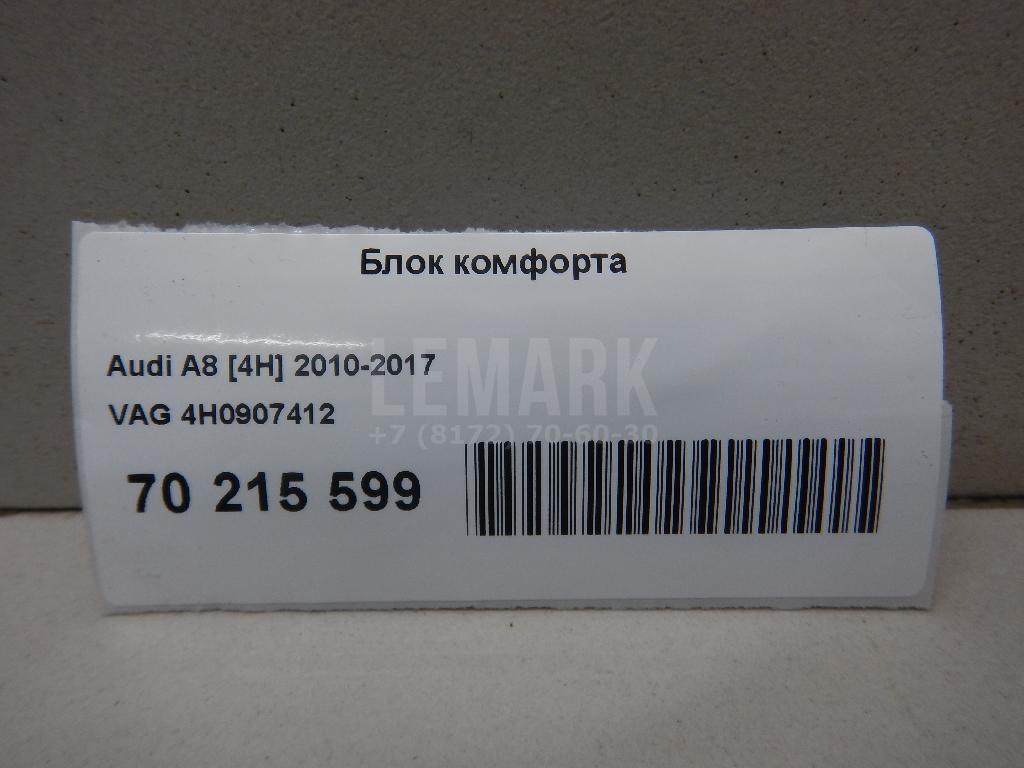 Блок комфорта
Audi A8 [4H] 2010-2017
LEMARK
VAG 4H0907412
+7 (8172) 70-60-30
70 215 599